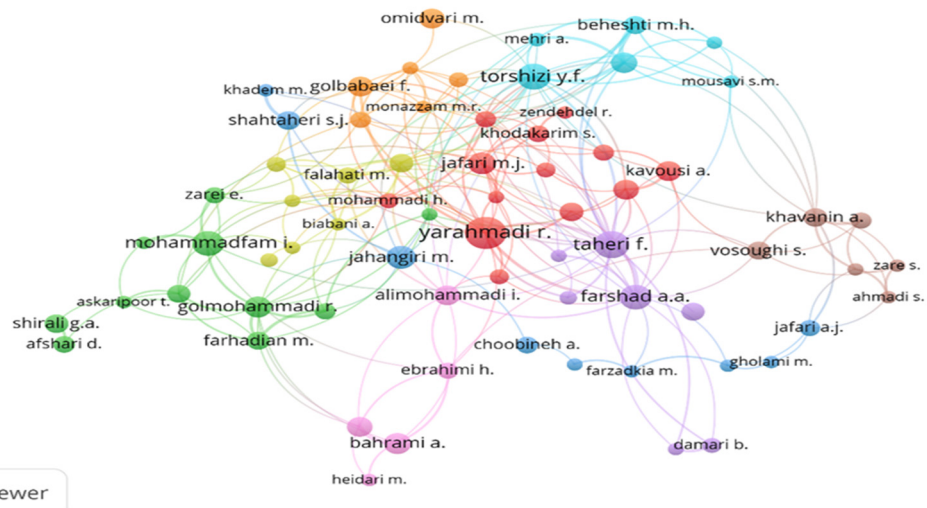 omidvari m.
beheshti m.h.
mehri a.
torshizi y.f.
mousavi s.m.
khadem m.
golbabaei f.
monazzam m.r.
zendehdel r.
shahtaheri s.j.
khodakarim s.
jafari m.j.
kavousi a.
falahati m.
zarei e.
mohammadi h.
khavanin a.
biabani a.
yarahmadi r.
mohammadfam i.
taheri f.
vosoughi s.
jahangiri m.
zare s.
alimohammadi i.
farshad a.a.
ahmadi s.
askaripoor t.
golmohammadi r.
shirali g.a.
jafari a.j.
afshari d.
farhadian m.
choobineh a.
gholami m.
ebrahimi h.
farzadkia m.
bahrami a.
damari b.
heidari m.
ewer